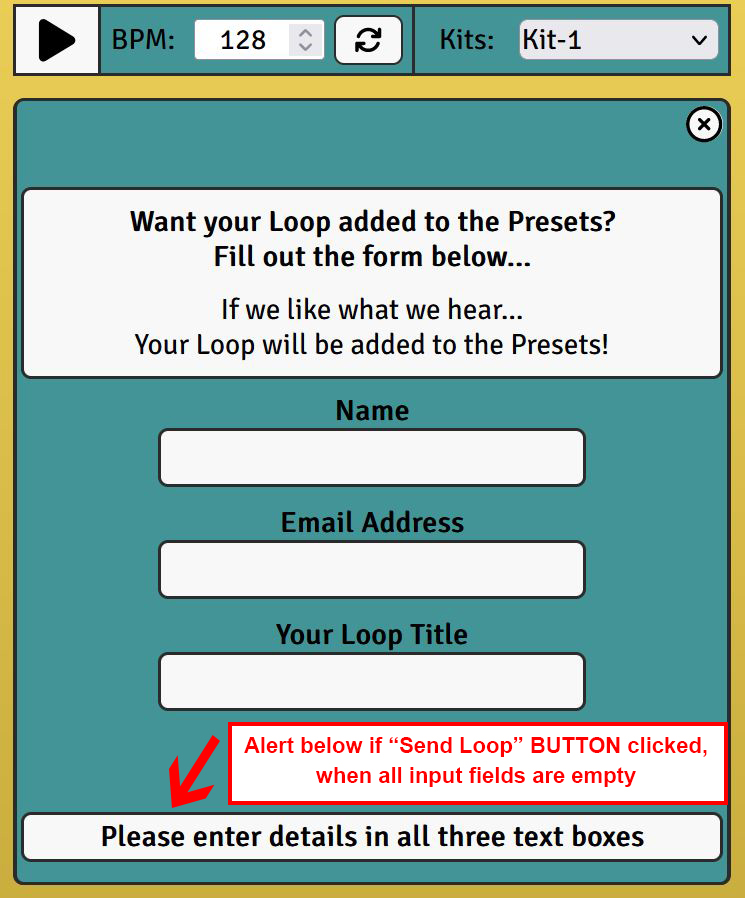 BPM: 128 Kits: Kit-1
Want your Loop added to the Presets?
Fill out the form below...
If we like what we hear...
Your Loop will be added to the Presets!
Name
Email Address
Your Loop Title
Alert below if “Send Loop” BUTTON clicked,
when all input fields are empty
Please enter details in all three text boxes